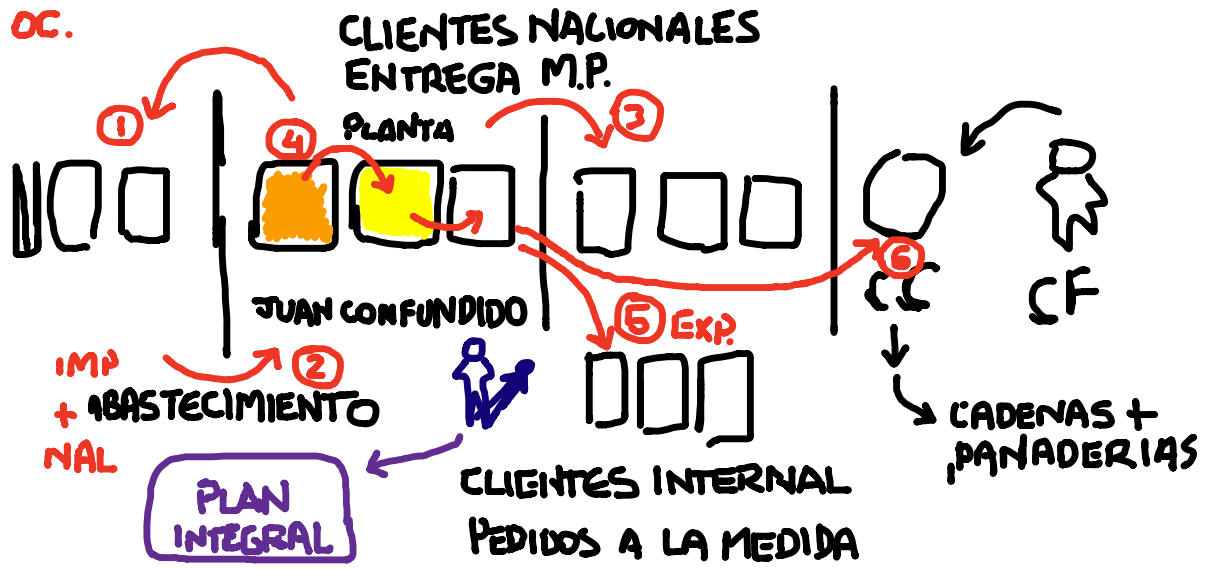 OC.
CLIENTES NACIONALES
ENTREGA M.P.
1
4
PLANTA
3
6
CC
CF
JUAN CONFUNDIDO
5 EXP.
IMP
+
NAL
2
ABASTECIMIENTO
CADENAS +
PANADERIAS
PLAN
INTEGRAL
CLIENTES INTERNAL
PEDIDOS A LA MEDIDA